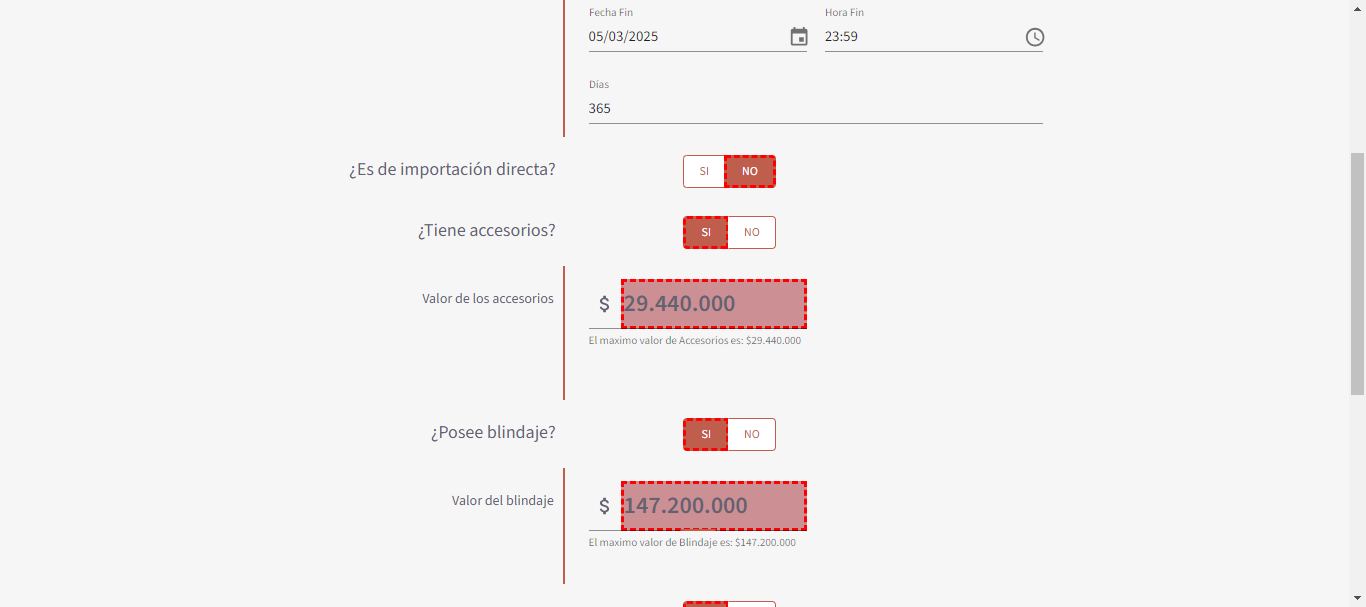 Fecha Fin
Hora Fin
05/03/2025
23:59
Días
365
¿Es de importación directa?
SI
NO
¿Tiene accesorios?
SI
NO
Valor de los accesorios
$
29.440.000
El maximo valor de Accesorios es: $29.440.000
¿Posee blindaje?
SI
NO
Valor del blindaje
$
147.200.000
El maximo valor de Blindaje es: $147.200.000